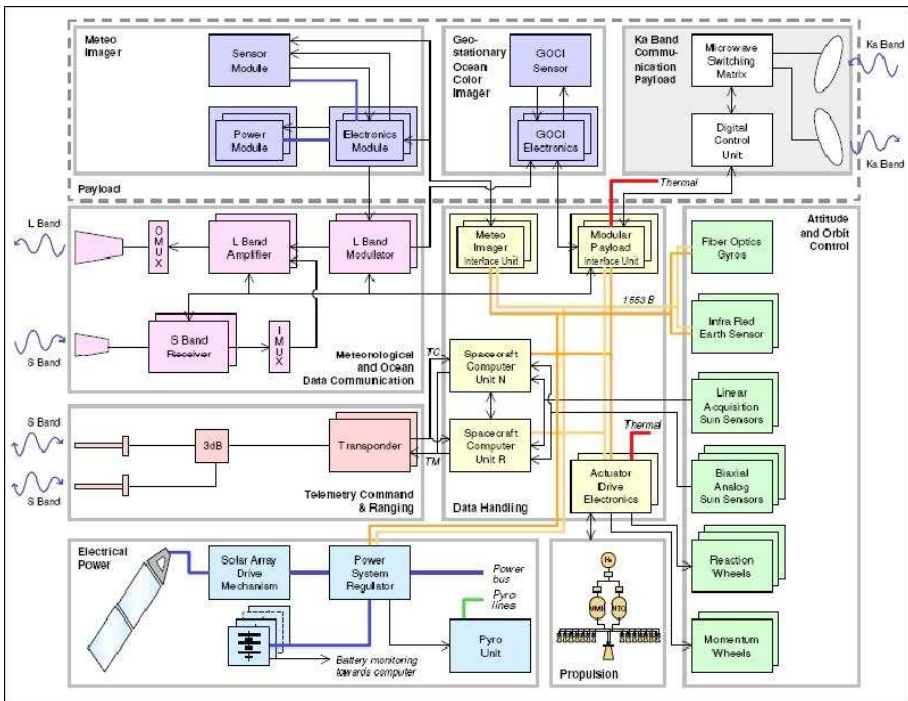 Meteo
Imager
Sensor
Module
Power
Module
Electronics
Module
Payload
Geo-
stationary
Ocean
Color
Imager
GOCI
Sensor
GOCI
Electronics
Ka Band
Commu-
nication
Payload
Microwave
Switching
Matrix
Digital
Control
Unit
Ka Band
Ka Band
Thermal
L Band
OMUX
L Band
Amplifier
L Band
Modulator
S Band
S Band
Receiver
IMUX
Meteonological
and Ocean
Data Communication
Meteo
Imager
Interface Unit
Modular
Payload
Interface Unit
1553 B
Attitude
and Orbit
Control
Fiber Optics
Gyros
Infra Red
Earth Sensor
Linear
Acquisition
Sun Sensors
Biaxial
Analog
Sun Sensors
Reaction
Wheels
Momentum
Wheels
TC
Spacecraft
Computer
Unit N
Spacecraft
Computer
Unit R
TM
Thermal
Actuator
Drive
Electronics
Data Handling
S Band
S Band
3dB
Transponder
Telemetry Command
& Ranging
Electrical
Power
Solar Array
Drive
Mechanism
Power
System
Regulator
Power
bus
Pyro
lines
Pyro
Unit
Battery monitoring
towards computer
He
MMH
NTO
Propulsion